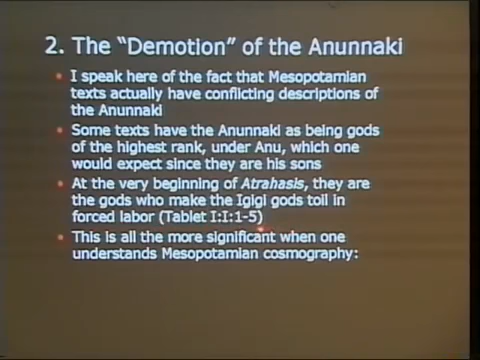 2. The “Demotion” of the Anunnaki
• I speak here of the fact that Mesopotamian
texts actually have conflicting descriptions of
the Anunnaki
• Some texts have the Anunnaki as being gods
of the highest rank, under Anu, which one
would expect since they are his sons
• At the very beginning of Atrahasis, they are
the gods who make the Igigi gods toil in
forced labor (Tablet I:I:1-5)
• This is all the more significant when one
understands Mesopotamian cosmography: